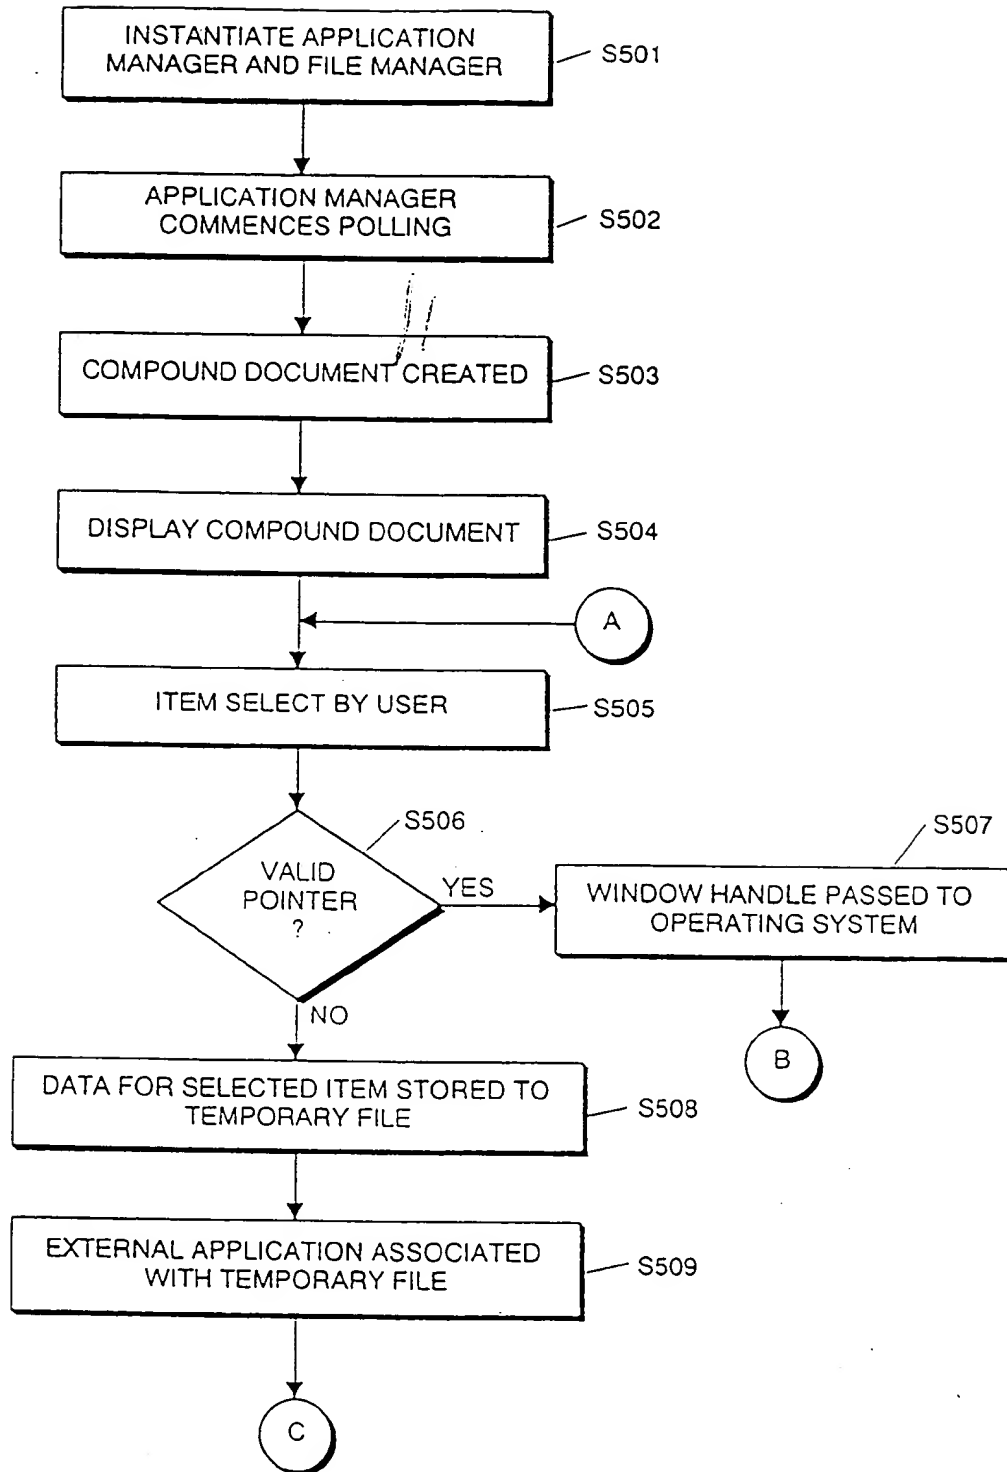 INSTANTIATE APPLICATION
MANAGER AND FILE MANAGER
S501
APPLICATION MANAGER
COMMENCES POLLING
S502
COMPOUND DOCUMENT CREATED
S503
DISPLAY COMPOUND DOCUMENT
S504
A
ITEM SELECT BY USER
S505
S506
VALID
POINTER
?
YES
S507
WINDOW HANDLE PASSED TO
OPERATING SYSTEM
B
NO
DATA FOR SELECTED ITEM STORED TO
TEMPORARY FILE
S508
EXTERNAL APPLICATION ASSOCIATED
WITH TEMPORARY FILE
S509
C